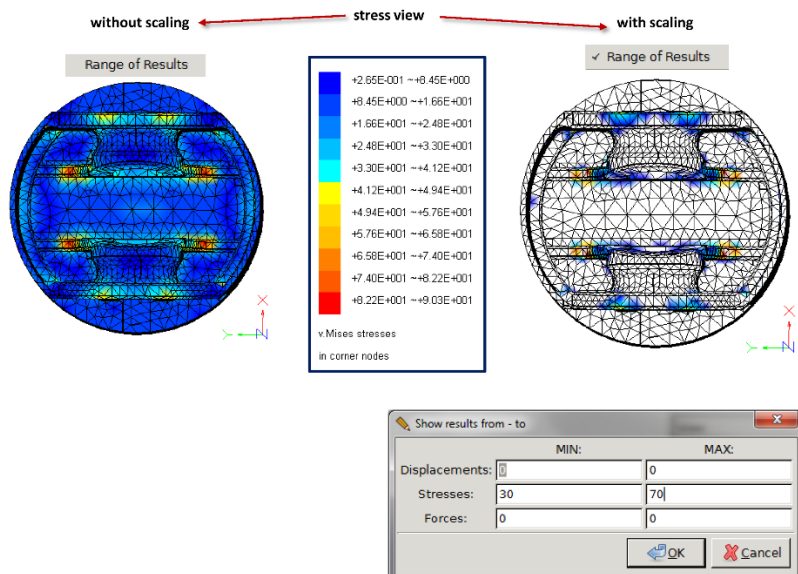 without scaling
stress view
with scaling
Range of Results
✓ Range of Results
+2.65E-001 ~+8.45E+000
+8.45E+000 ~+1.66E+001
+1.66E+001 ~+2.48E+001
+2.48E+001 ~+3.30E+001
+3.30E+001 ~+4.12E+001
+4.12E+001 ~+4.94E+001
+4.94E+001 ~+5.76E+001
+5.76E+001 ~+6.58E+001
+6.58E+001 ~+7.40E+001
+7.40E+001 ~+8.22E+001
+8.22E+001 ~+9.03E+001
v.Mises stresses
in corner nodes
X
Y
Z
X
Y
Z
Show results from - to
MIN: MAX:
Displacements: 0 0
Stresses: 30 70
Forces: 0 0
OK Cancel